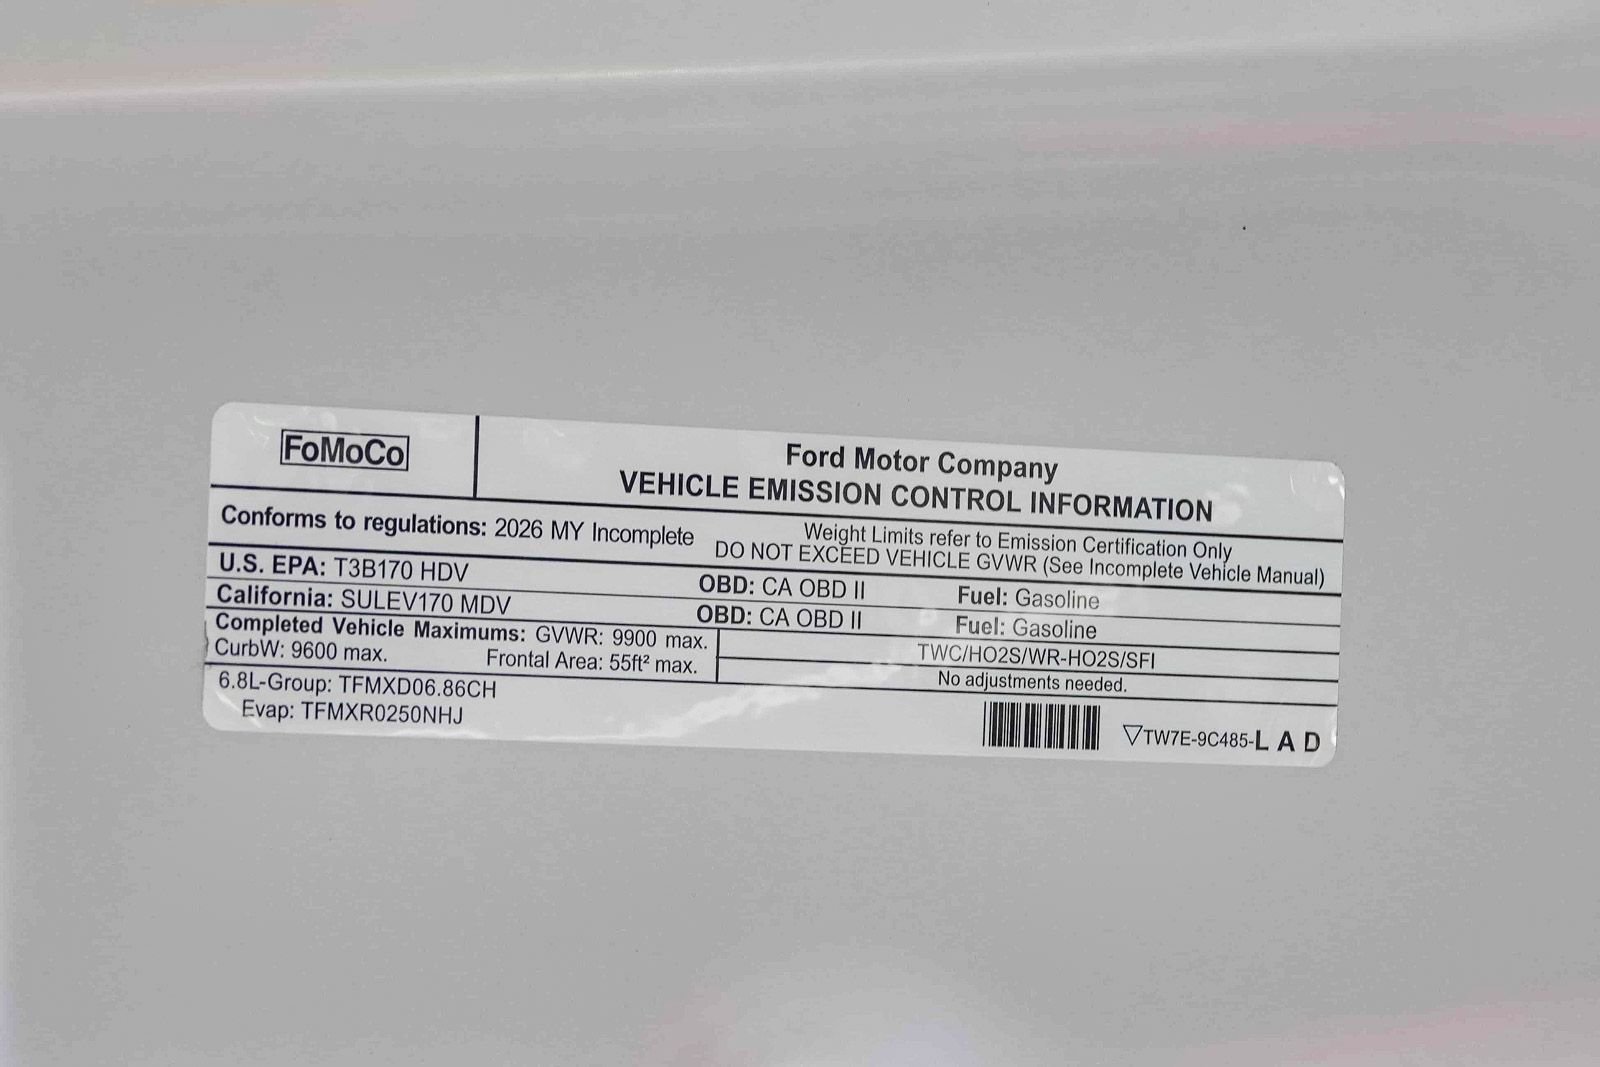 FoMoCo
Ford Motor Company
VEHICLE EMISSION CONTROL INFORMATION
Conforms to regulations: 2026 MY Incomplete
Weight Limits refer to Emission Certification Only
DO NOT EXCEED VEHICLE GVWR (See Incomplete Vehicle Manual)
U.S. EPA: T3B170 HDV OBD: CA OBD II Fuel: Gasoline
California: SULEV170 MDV OBD: CA OBD II Fuel: Gasoline
Completed Vehicle Maximums: GVWR: 9900 max.
CurbW: 9600 max. Frontal Area: 55ft² max.
TWC/HO2S/WR-HO2S/SFI
No adjustments needed.
6.8L-Group: TFMXD06.86CH
Evap: TFMXR0250NHJ
▽TW7E-9C485-L A D